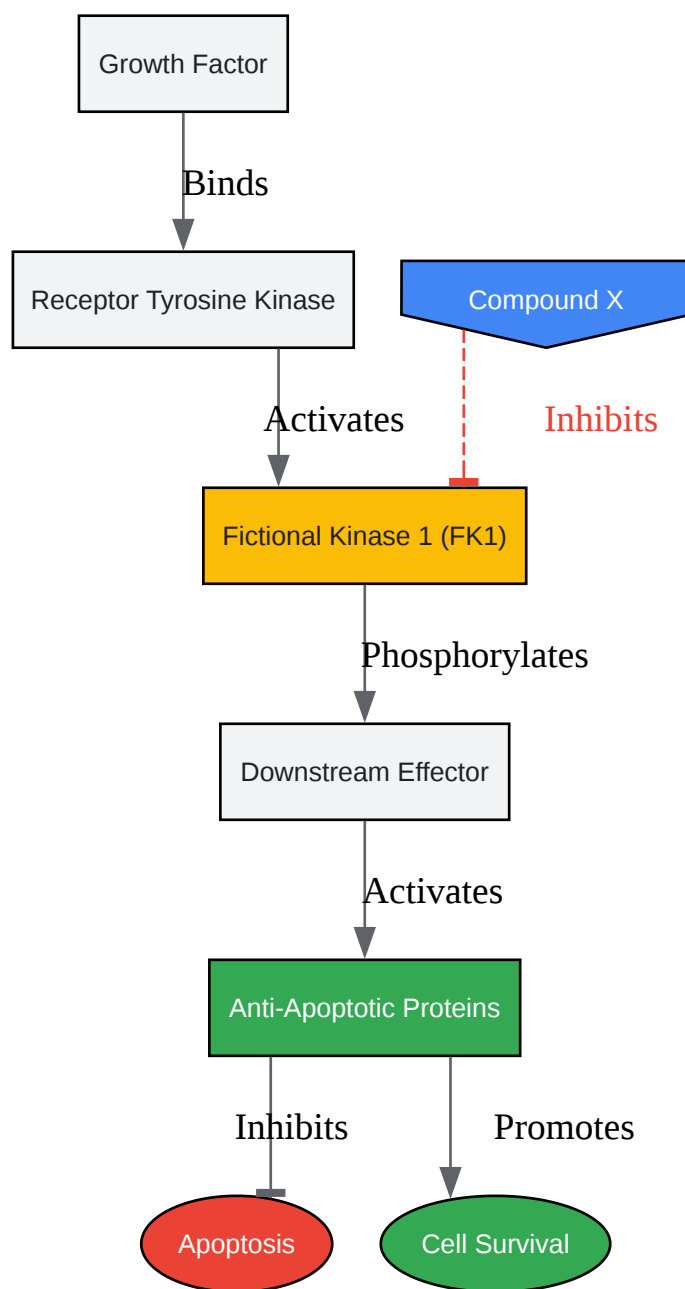 Growth Factor
Binds
Receptor Tyrosine Kinase
Compound X
Activates
Inhibits
Fictional Kinase 1 (FK1)
Phosphorylates
Downstream Effector
Activates
Anti-Apoptotic Proteins
Inhibits
Promotes
Apoptosis
Cell Survival